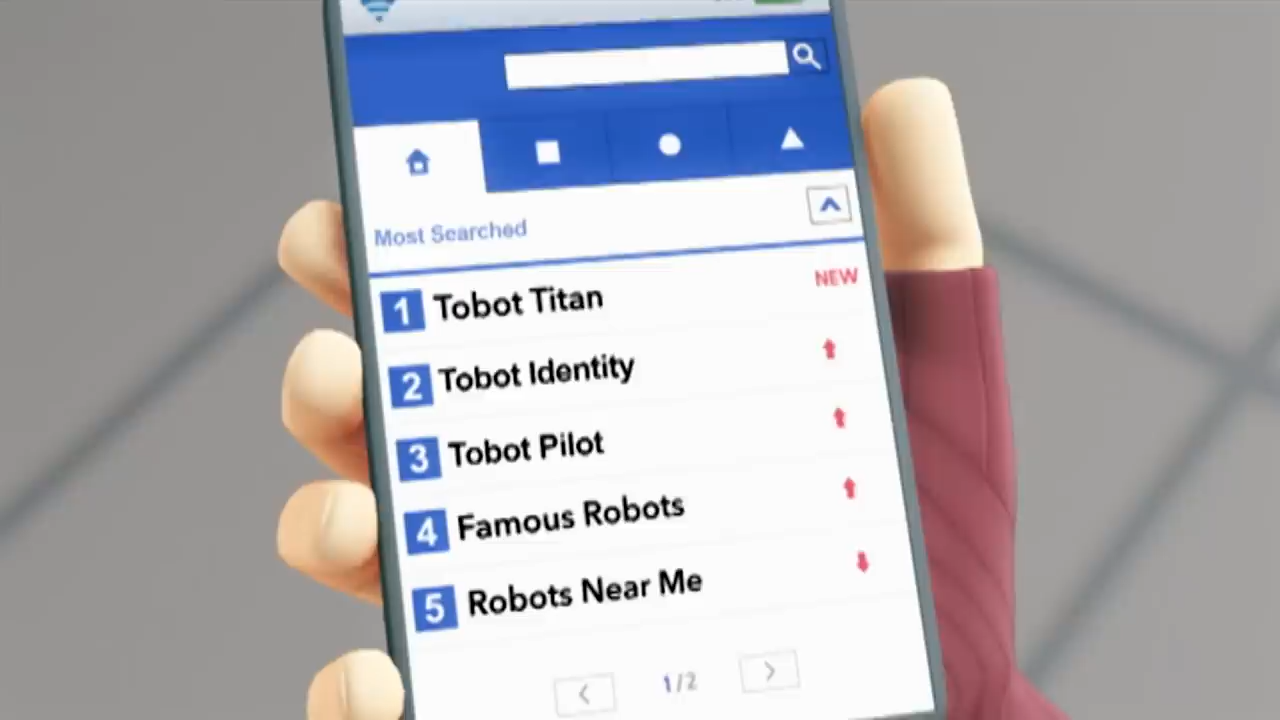 Most Searched
1 Tobot Titan NEW
2 Tobot Identity
3 Tobot Pilot
4 Famous Robots
5 Robots Near Me
1/2